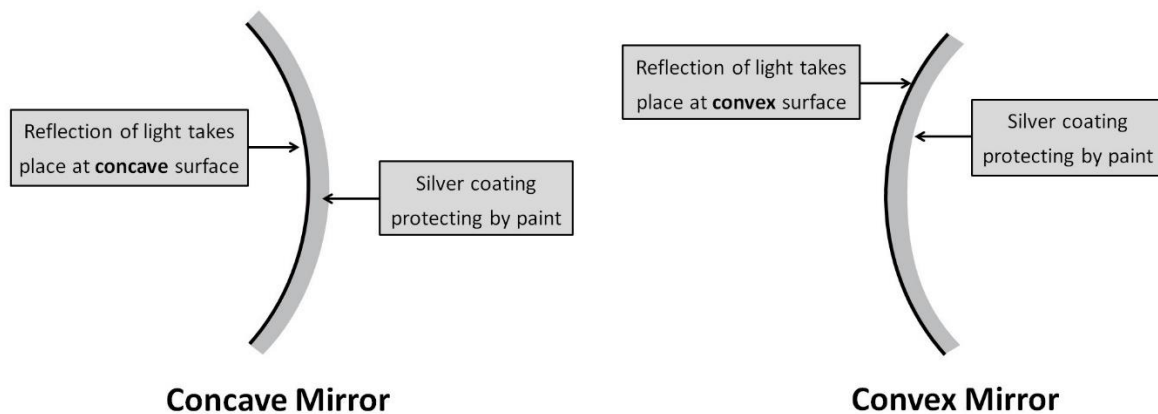 Reflection of light takes
place at concave surface
Silver coating
protecting by paint
Concave Mirror
Reflection of light takes
place at convex surface
Silver coating
protecting by paint
Convex Mirror